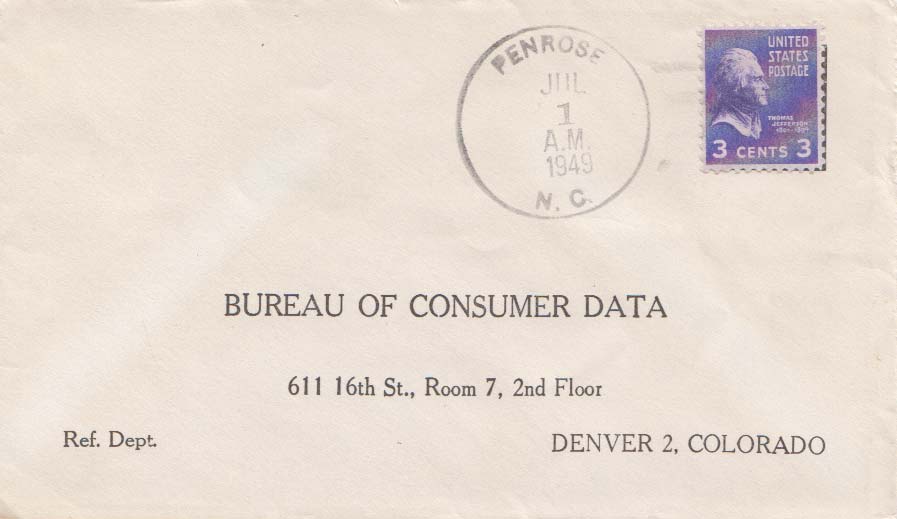 PENROSE
JUL
1
A.M.
1949
N. C.
UNITED
STATES
POSTAGE
THOMAS
JEFFERSON
3 CENTS 3
BUREAU OF CONSUMER DATA
611 16th St., Room 7, 2nd Floor
Ref. Dept.
DENVER 2, COLORADO